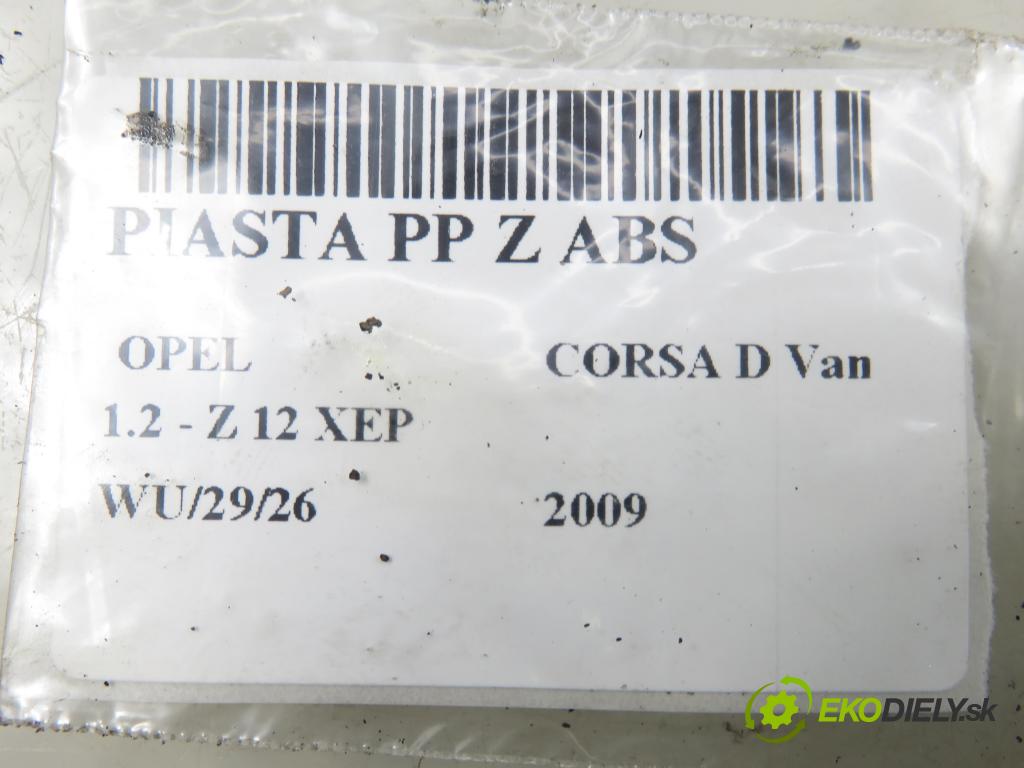 PIASTA PP Z ABS
OPEL CORSA D Van
1.2 - Z 12 XEP
WU/29/26 2009
EKODIELY.sk